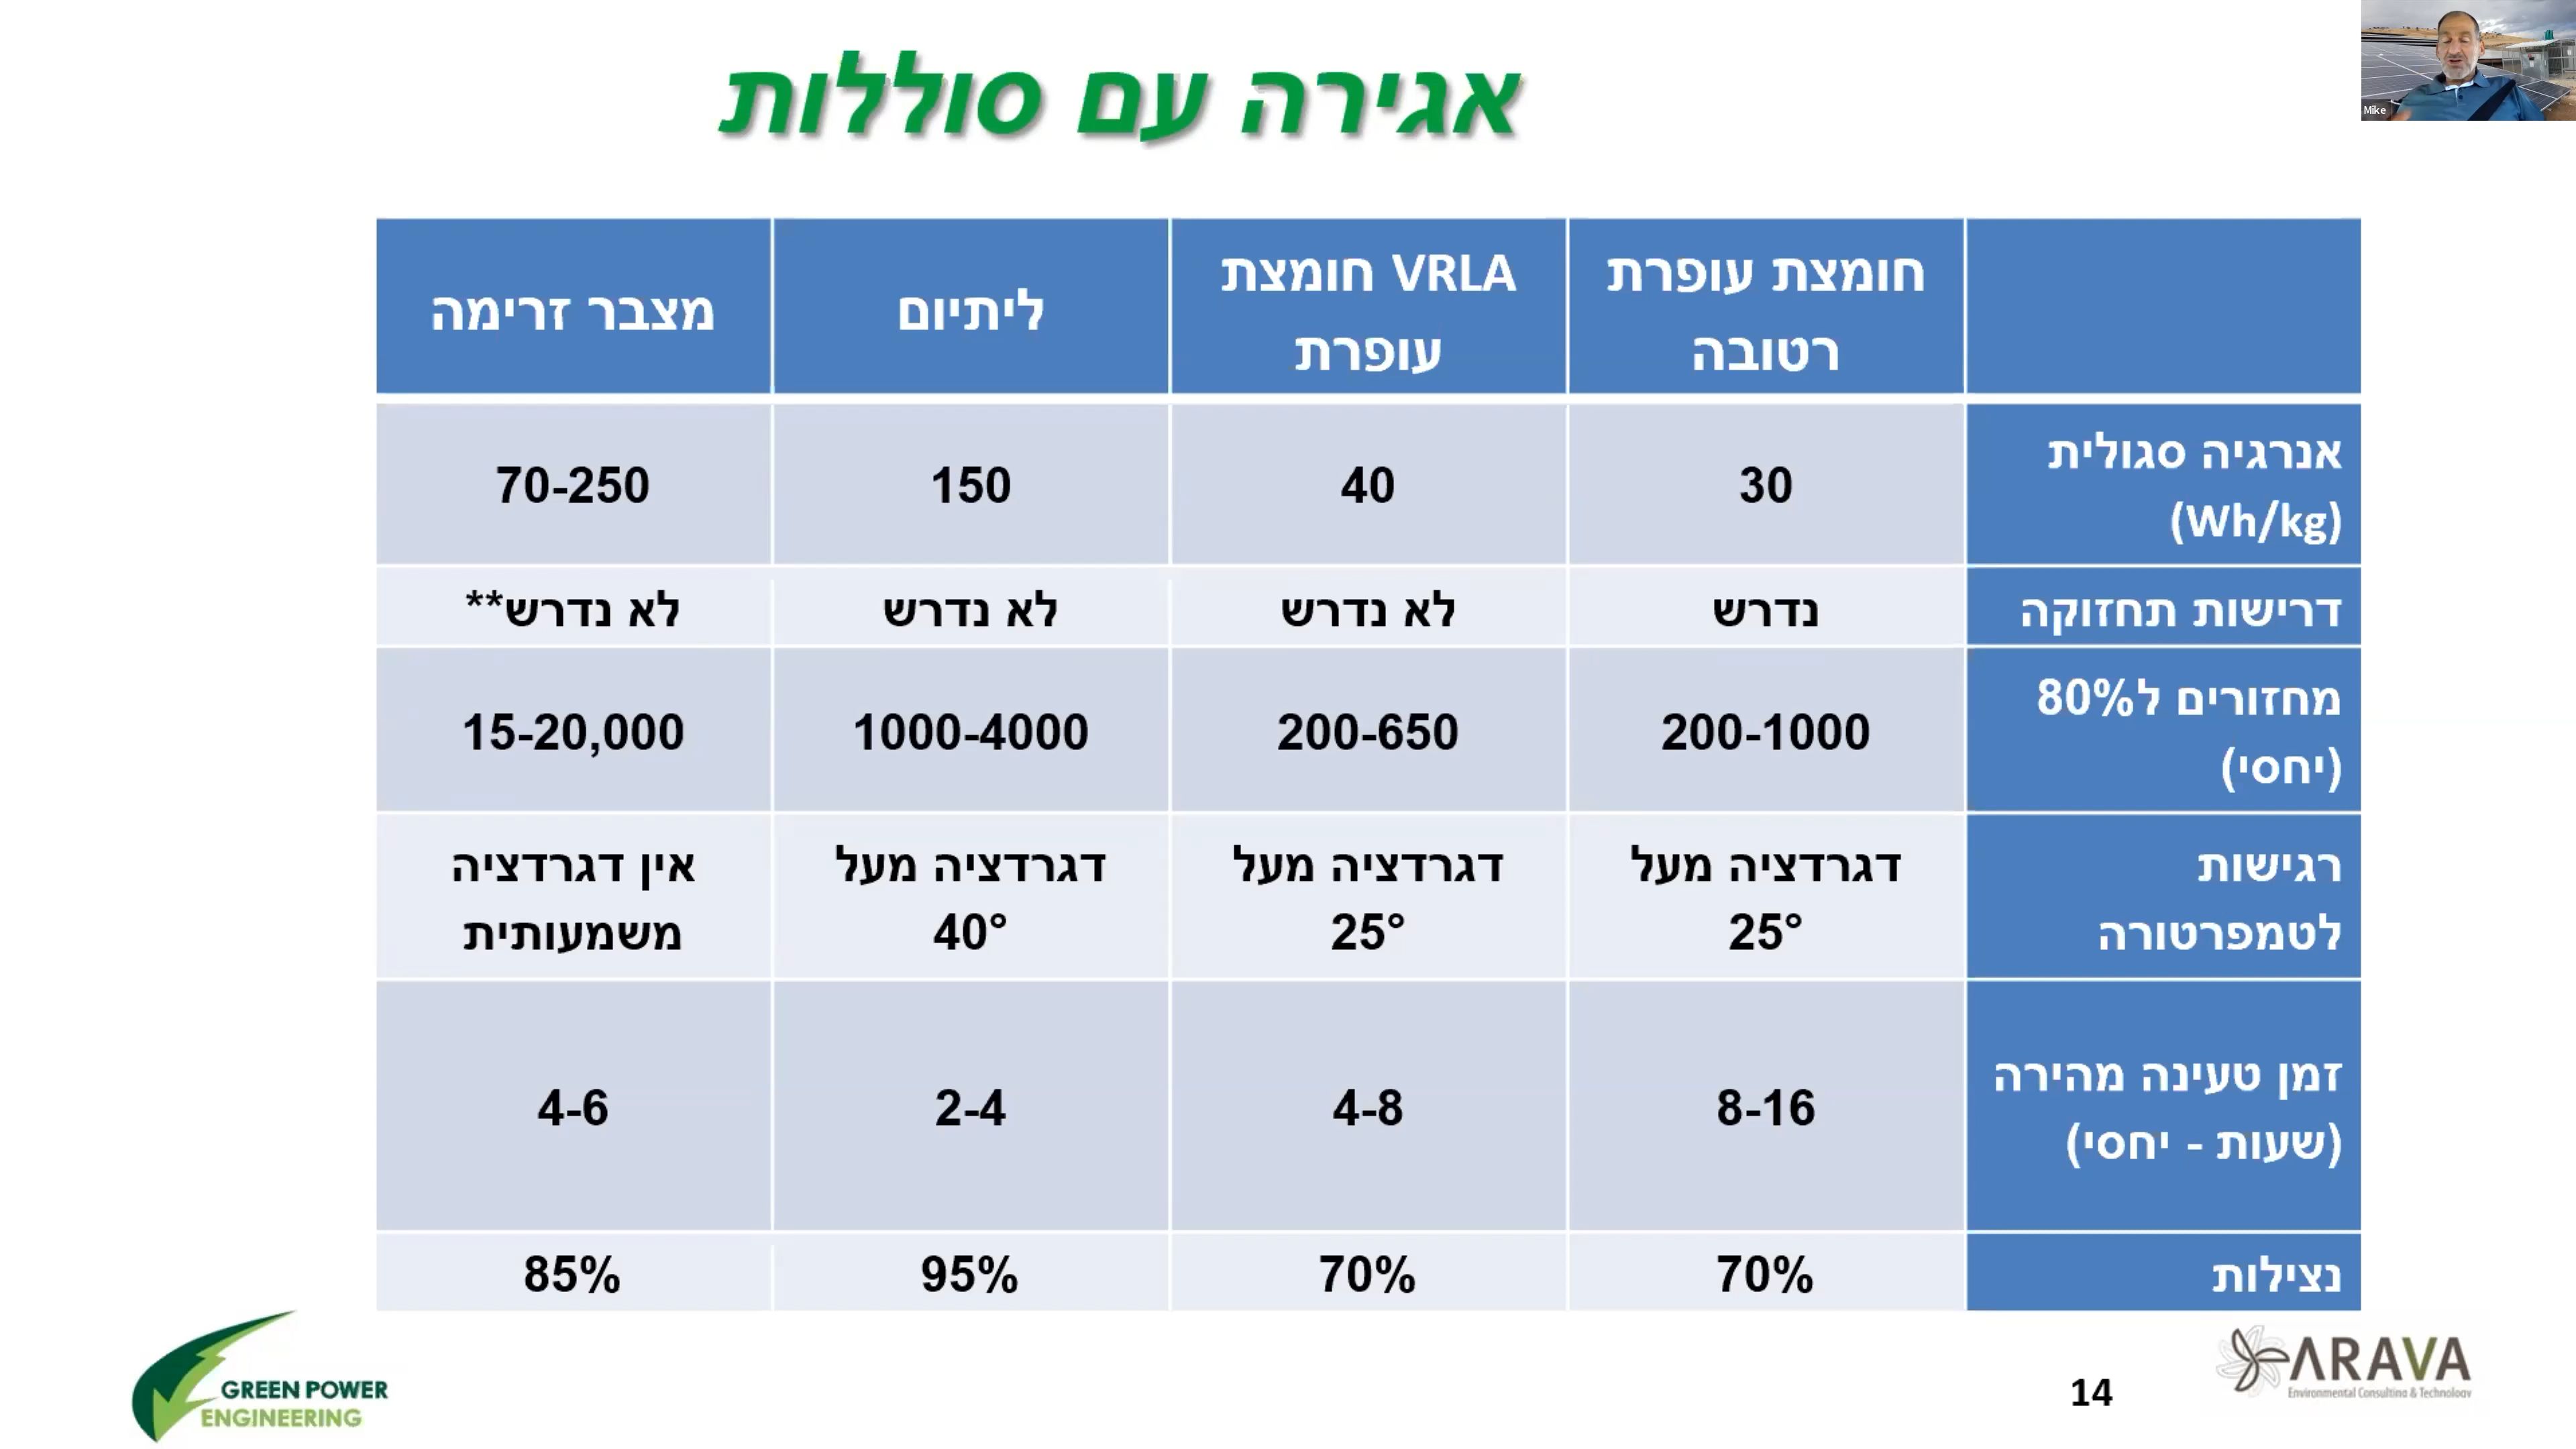 אגירה עם סוללות
Mike
חומצת עופרת רטובה
VRLA חומצת עופרת
ליתיום
מצבר זרימה
אנרגיה סגולית (Wh/kg)
30
40
150
70-250
דרישות תחזוקה
נדרש
לא נדרש
לא נדרש
לא נדרש**
מחזורים ל80% (יחסי)
200-1000
200-650
1000-4000
15-20,000
רגישות לטמפרטורה
דגרדציה מעל 25°
דגרדציה מעל 25°
דגרדציה מעל 40°
אין דגרדציה משמעותית
זמן טעינה מהירה (שעות - יחסי)
8-16
4-8
2-4
4-6
נצילות
70%
70%
95%
85%
GREEN POWER
ENGINEERING
14
ARAVA
Environmental Consulting & Technology